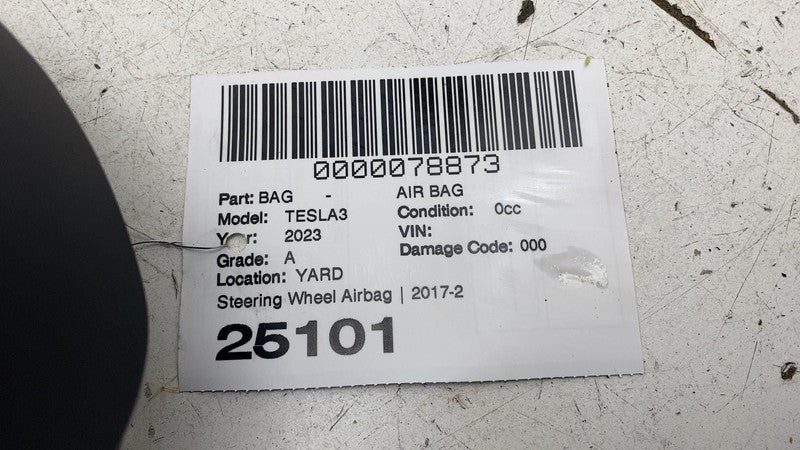 0000078873
Part: BAG - AIR BAG
Model: TESLA3 Condition: 0cc
Year: 2023 VIN:
Grade: A Damage Code: 000
Location: YARD
Steering Wheel Airbag | 2017-2
25101